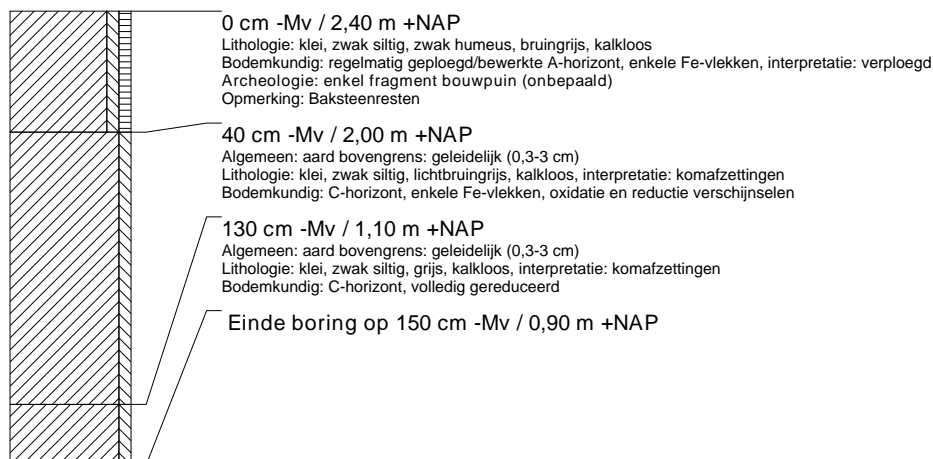 0 cm -Mv / 2,40 m +NAP
Lithologie: klei, zwak siltig, zwak humeus, bruingrijs, kalkloos
Bodemkundig: regelmatig geploegd/bewerkte A-horizont, enkele Fe-vlekken, interpretatie: verploegd
Archeologie: enkel fragment bouwpuin (onbepaald)
Opmerking: Baksteenresten
40 cm -Mv / 2,00 m +NAP
Algemeen: aard bovengrens: geleidelijk (0,3-3 cm)
Lithologie: klei, zwak siltig, lichtbruingrijs, kalkloos, interpretatie: komafzettingen
Bodemkundig: C-horizont, enkele Fe-vlekken, oxidatie en reductie verschijnselen
130 cm -Mv / 1,10 m +NAP
Algemeen: aard bovengrens: geleidelijk (0,3-3 cm)
Lithologie: klei, zwak siltig, grijs, kalkloos, interpretatie: komafzettingen
Bodemkundig: C-horizont, volledig gereduceerd
Einde boring op 150 cm -Mv / 0,90 m +NAP